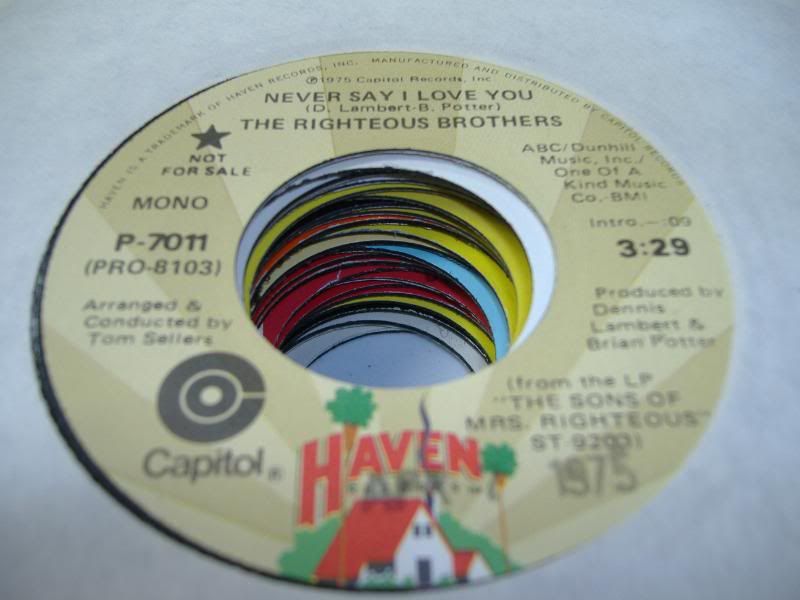 HAVEN IS A TRADEMARK OF HAVEN RECORDS, INC. MANUFACTURED AND DISTRIBUTED BY CAPITOL RECORDS
℗1975 Capitol Records, Inc.
NEVER SAY I LOVE YOU
(D. Lambert-B. Potter)
THE RIGHTEOUS BROTHERS
★
NOT
FOR SALE
MONO
P-7011
(PRO-8103)
Arranged &
Conducted by
Tom Sellers
ABC/Dunhill
Music, Inc./
One Of A
Kind Music
Co.-BMI
Intro.-:09
3:29
Produced by
Dennis
Lambert &
Brian Potter
(from the LP
"THE SONS OF
MRS. RIGHTEOUS"
ST-9203)
1975
Capitol®
HAVEN